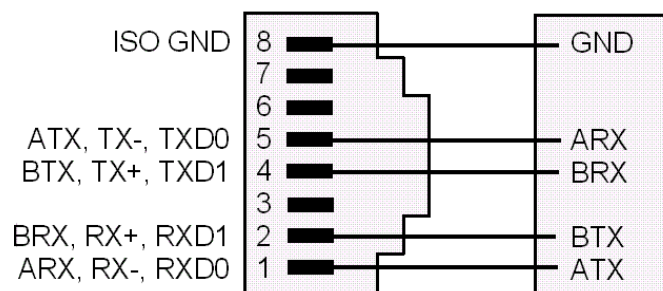 ISO GND 8 GND
7
6
ATX, TX-, TXD0 5 ARX
BTX, TX+, TXD1 4 BRX
3
BRX, RX+, RXD1 2 BTX
ARX, RX-, RXD0 1 ATX